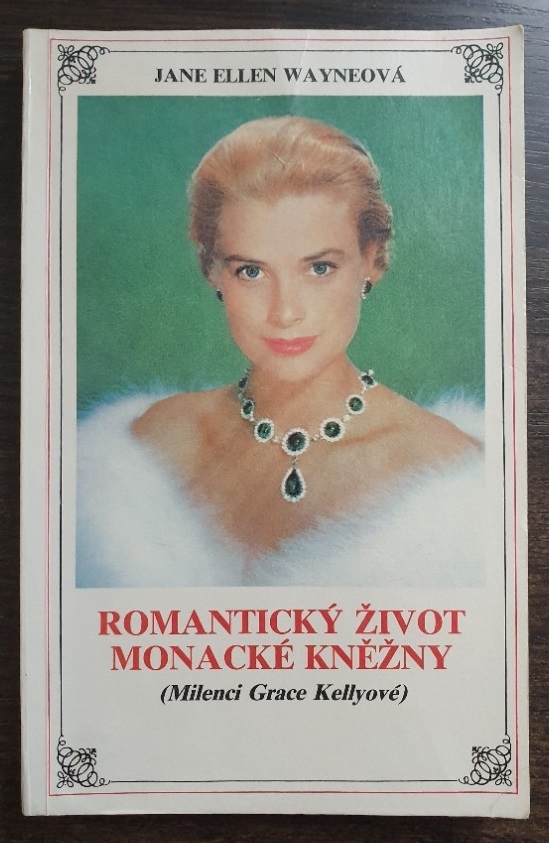 JANE ELLEN WAYNEOVÁ
ROMANTICKÝ ŽIVOT
MONACKÉ KNĚŽNY
(Milenci Grace Kellyové)